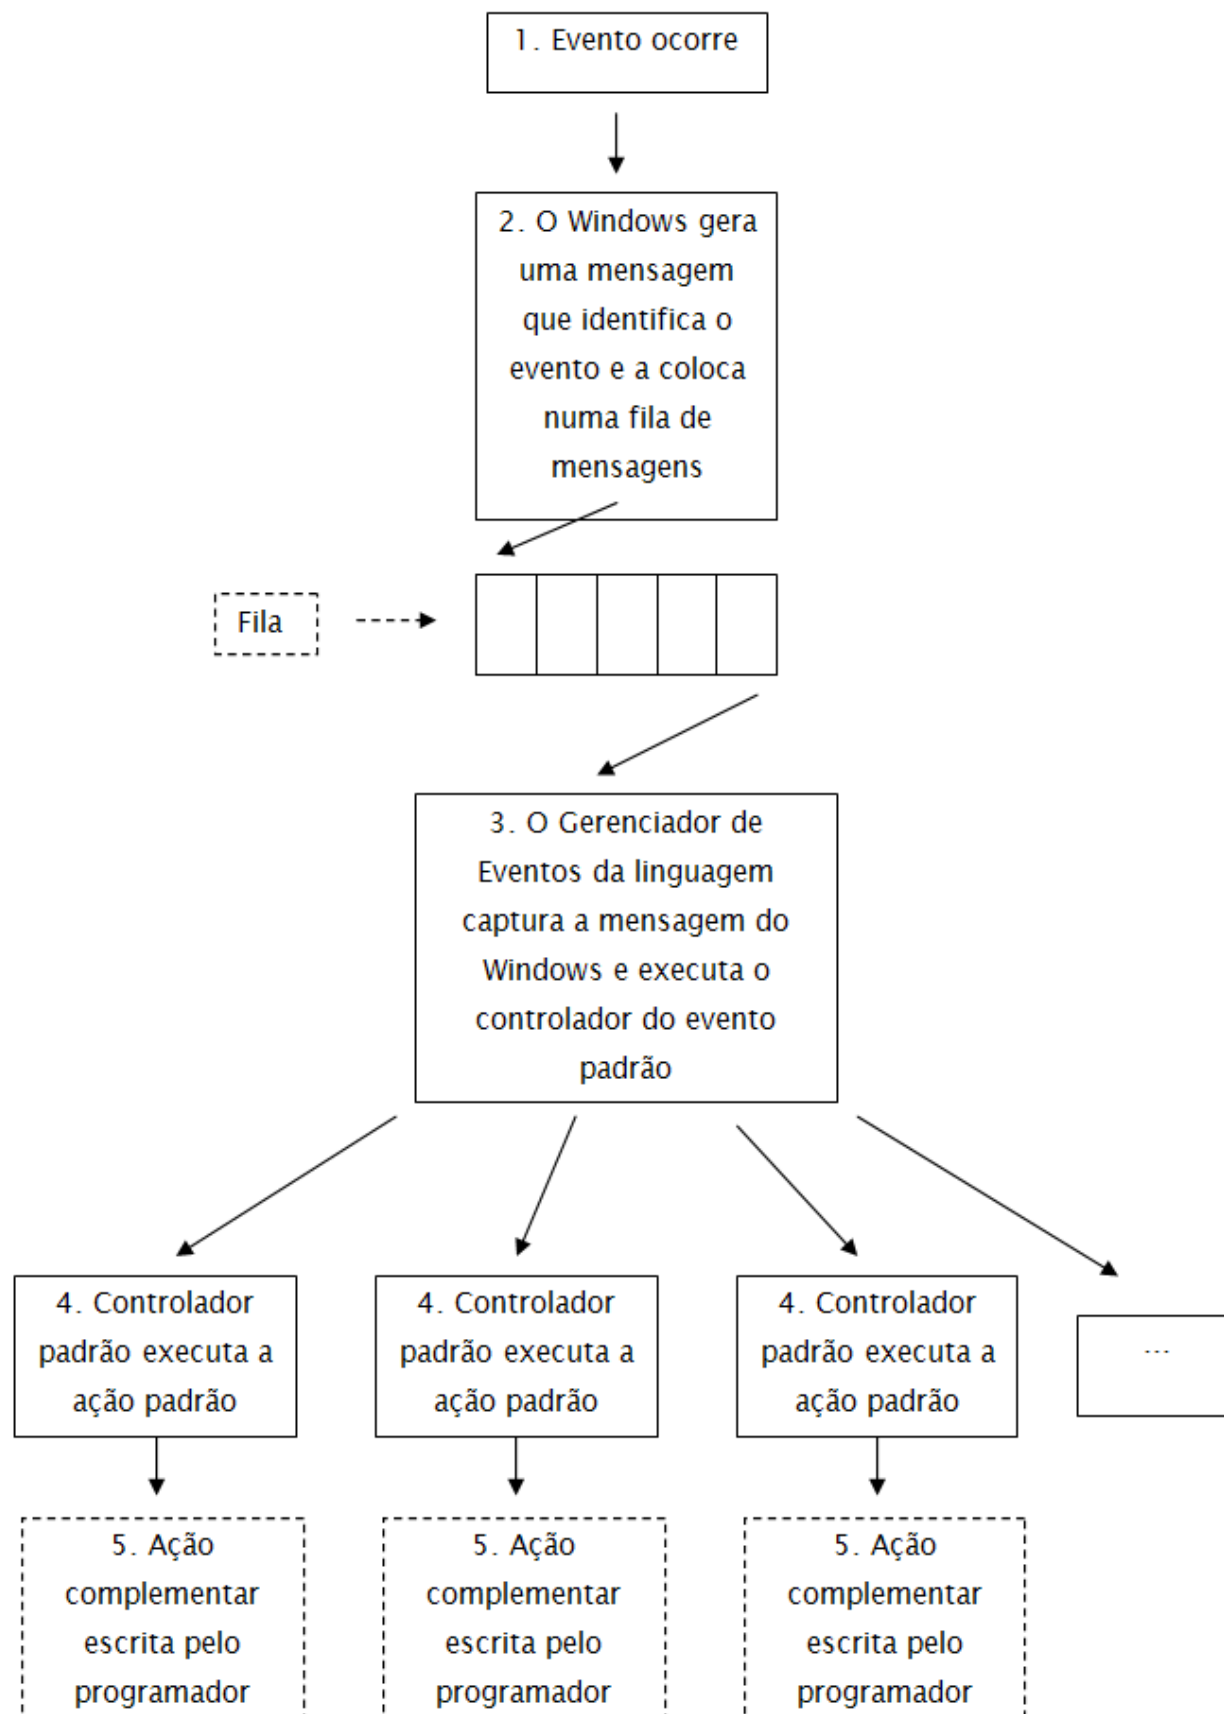 1. Evento ocorre
2. O Windows gera
uma mensagem
que identifica o
evento e a coloca
numa fila de
mensagens
Fila
3. O Gerenciador de
Eventos da linguagem
captura a mensagem do
Windows e executa o
controlador do evento
padrão
4. Controlador
padrão executa a
ação padrão
4. Controlador
padrão executa a
ação padrão
4. Controlador
padrão executa a
ação padrão
...
5. Ação
complementar
escrita pelo
programador
5. Ação
complementar
escrita pelo
programador
5. Ação
complementar
escrita pelo
programador